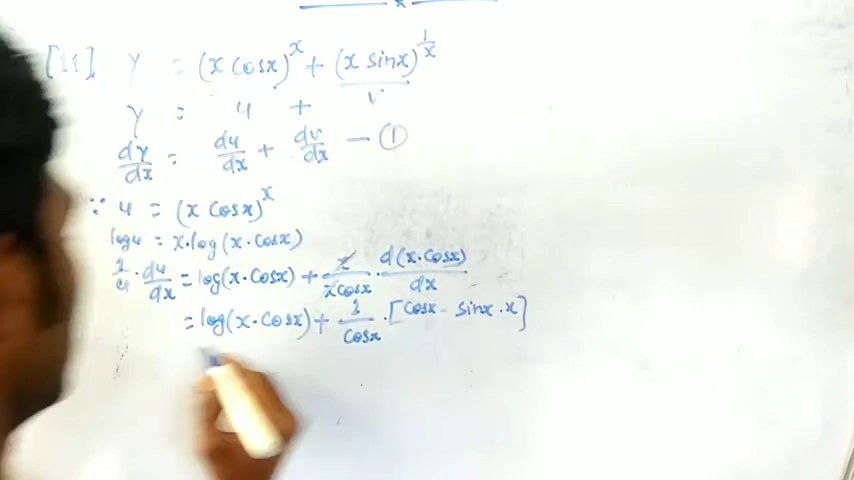 [11] y = (x cosx)^x + (x sinx)^{1/x}
v
y = u +
dy/dx = du/dx + dv/dx — ①
∵ u = (x cosx)^x
logu = x·log(x·cosx)
1/u · du/dx = log(x·cosx) + x/(x cosx) · d(x·cosx)/dx
= log(x·cosx) + 1/cosx · [cosx - sinx·x]